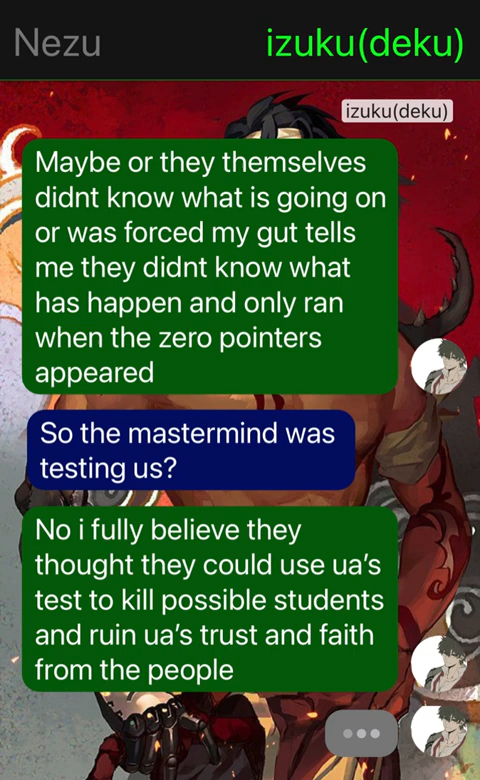 Nezu izuku(deku)
izuku(deku)
Maybe or they themselves
didnt know what is going on
or was forced my gut tells
me they didnt know what
has happen and only ran
when the zero pointers
appeared
So the mastermind was
testing us?
No i fully believe they
thought they could use ua’s
test to kill possible students
and ruin ua’s trust and faith
from the people